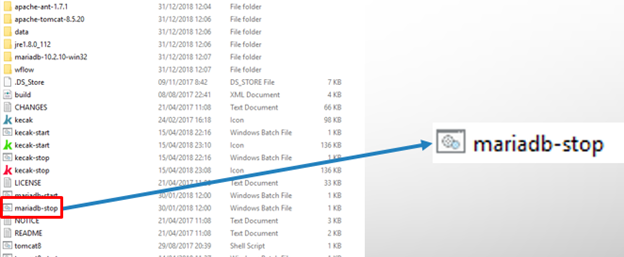 apache-ant-1.7.1 31/12/2018 12:04 File folder
apache-tomcat-8.5.20 31/12/2018 12:06 File folder
data 31/12/2018 12:06 File folder
jre1.8.0_112 31/12/2018 12:06 File folder
mariadb-10.2.10-win32 31/12/2018 12:07 File folder
wflow 31/12/2018 12:07 File folder
.DS_Store 09/11/2017 8:42 DS_STORE File 7 KB
build 08/08/2017 22:41 XML Document 4 KB
CHANGES 21/04/2017 11:08 Text Document 66 KB
kecak 24/02/2017 16:18 Icon 98 KB
kecak-start 15/04/2018 22:16 Windows Batch File 1 KB
kecak-start 15/04/2018 23:10 Icon 136 KB
kecak-stop 15/04/2018 22:16 Windows Batch File 1 KB
kecak-stop 15/04/2018 23:08 Icon 136 KB
LICENSE 21/04/2017 11:08 Text Document 33 KB
mariadb-start 30/01/2018 12:00 Windows Batch File 1 KB
mariadb-stop 30/01/2018 12:00 Windows Batch File 1 KB
NOTICE 21/04/2017 11:08 Text Document 2 KB
README 21/04/2017 11:08 Text Document 3 KB
tomcat8 29/08/2017 20:39 Shell Script 1 KB
mariadb-stop